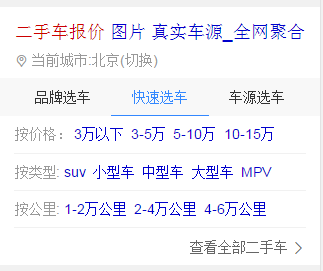 二手车报价 图片 真实车源_全网聚合
当前城市:北京(切换)
品牌选车 快速选车 车源选车
按价格： 3万以下 3-5万 5-10万 10-15万
按类型: suv 小型车 中型车 大型车 MPV
按公里: 1-2万公里 2-4万公里 4-6万公里
查看全部二手车 >